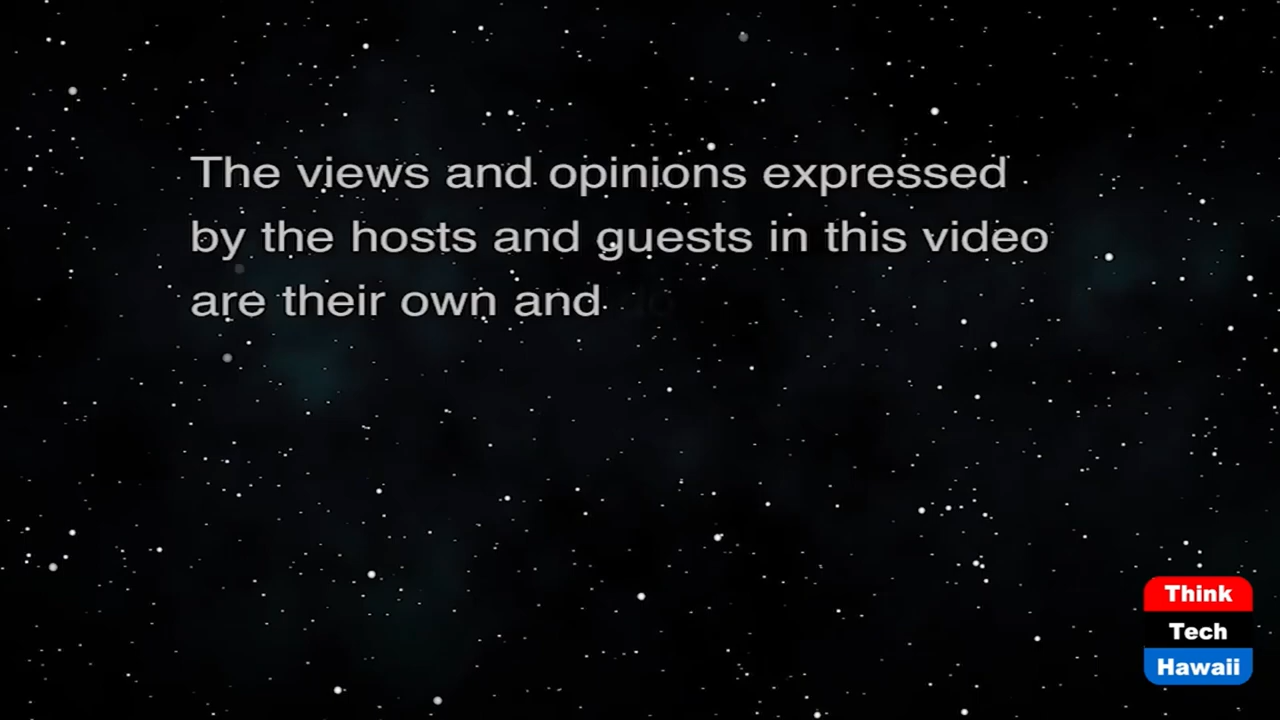 The views and opinions expressed
by the hosts and guests in this video
are their own and
Think
Tech
Hawaii